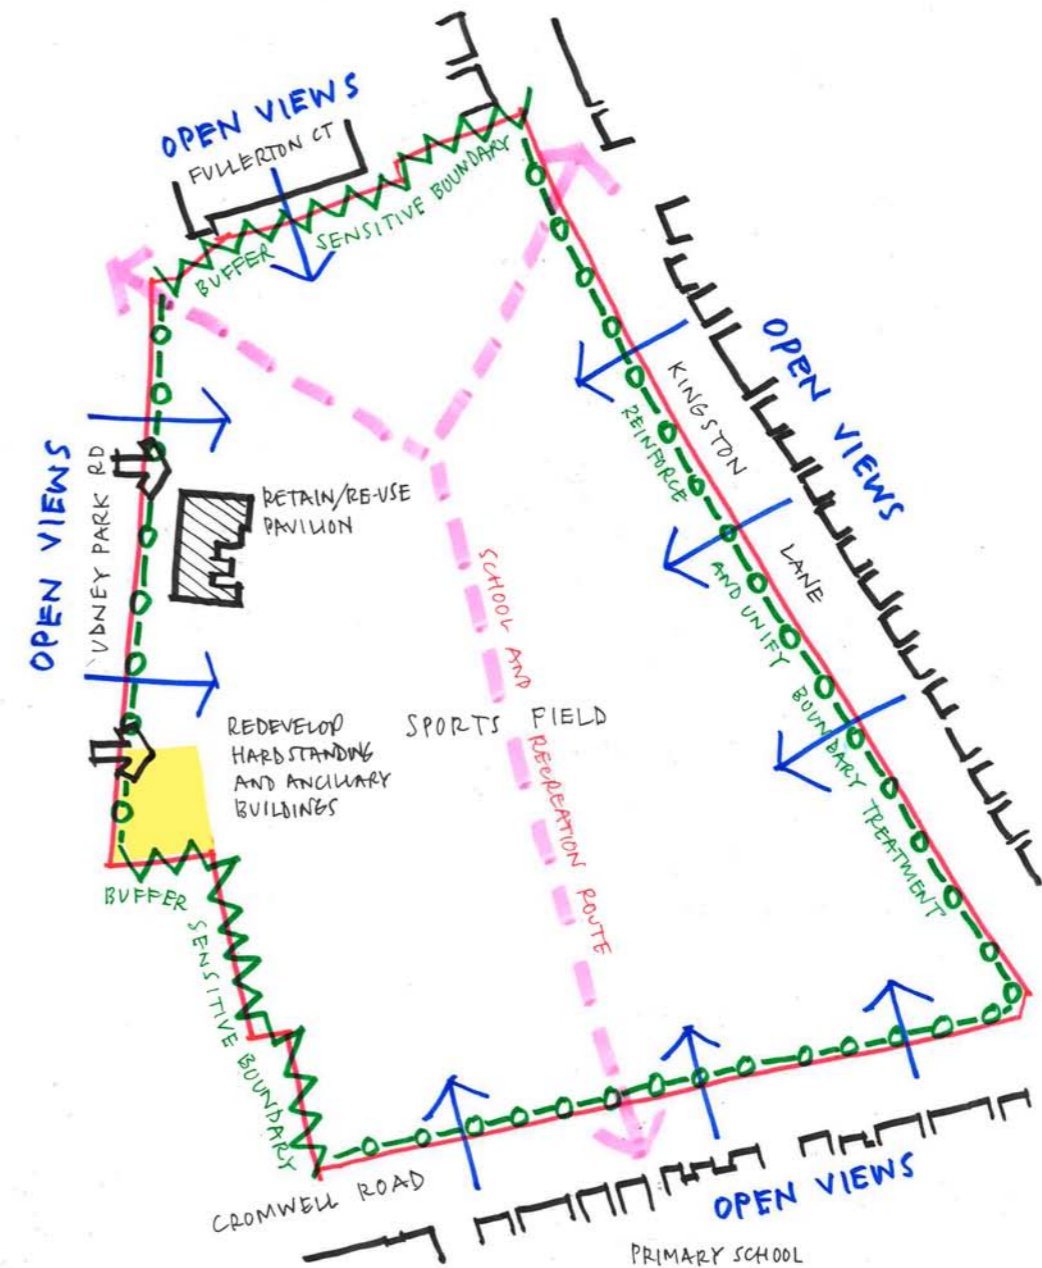 OPEN VIEWS
FULLERTON CT
BUFFER SENSITIVE BOUNDARY
OPEN VIEWS
UDNEY PARK RD
RETAIN/RE-USE
PAVILION
OPEN VIEWS
KINGSTON LANE
REINFORCE AND UNIFY BOUNDARY TREATMENT
SCHOOL AND RECREATION ROUTE
SPORTS FIELD
REDEVELOP
HARDSTANDING
AND ANCILLARY
BUILDINGS
BUFFER
SENSITIVE BOUNDARY
CROMWELL ROAD
OPEN VIEWS
PRIMARY SCHOOL